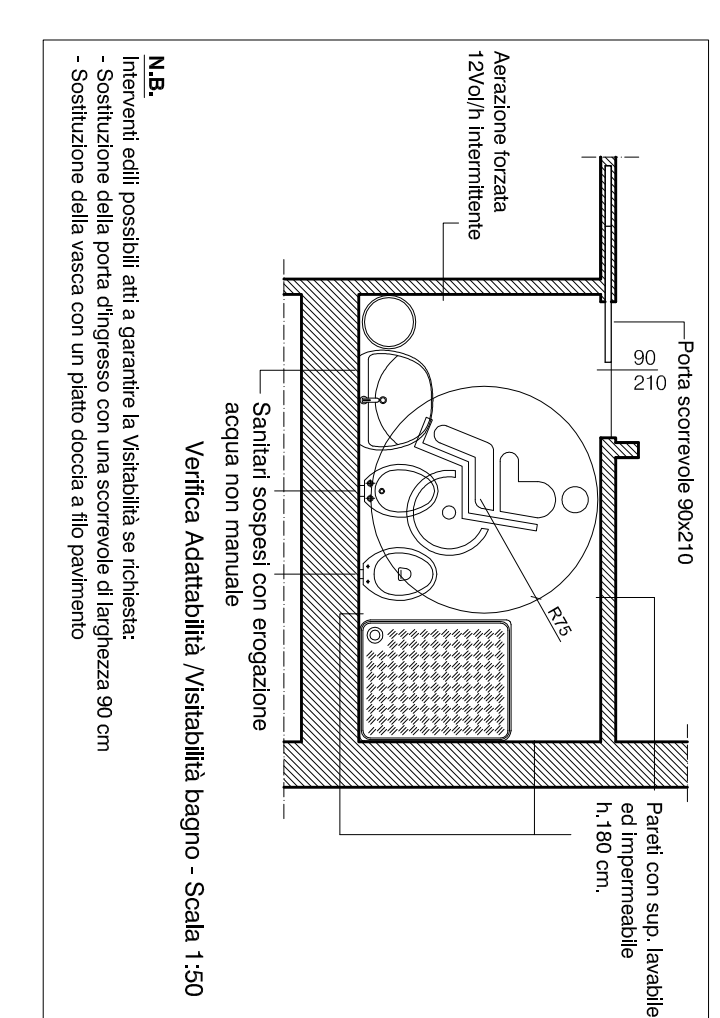 Porta scorrevole 90x210
90
210
Aerazione forzata
12Vol/h intermittente
R75
Pareti con sup. lavabile
ed impermeabile
h.180 cm.
Sanitari sospesi con erogazione
acqua non manuale
Verifica Adattabilità /Visitabilità bagno - Scala 1:50
N.B.
Interventi edili possibili atti a garantire la Visitabilità se richiesta:
- Sostituzione della porta d'ingresso con una scorrevole di larghezza 90 cm
- Sostituzione della vasca con un piatto doccia a filo pavimento